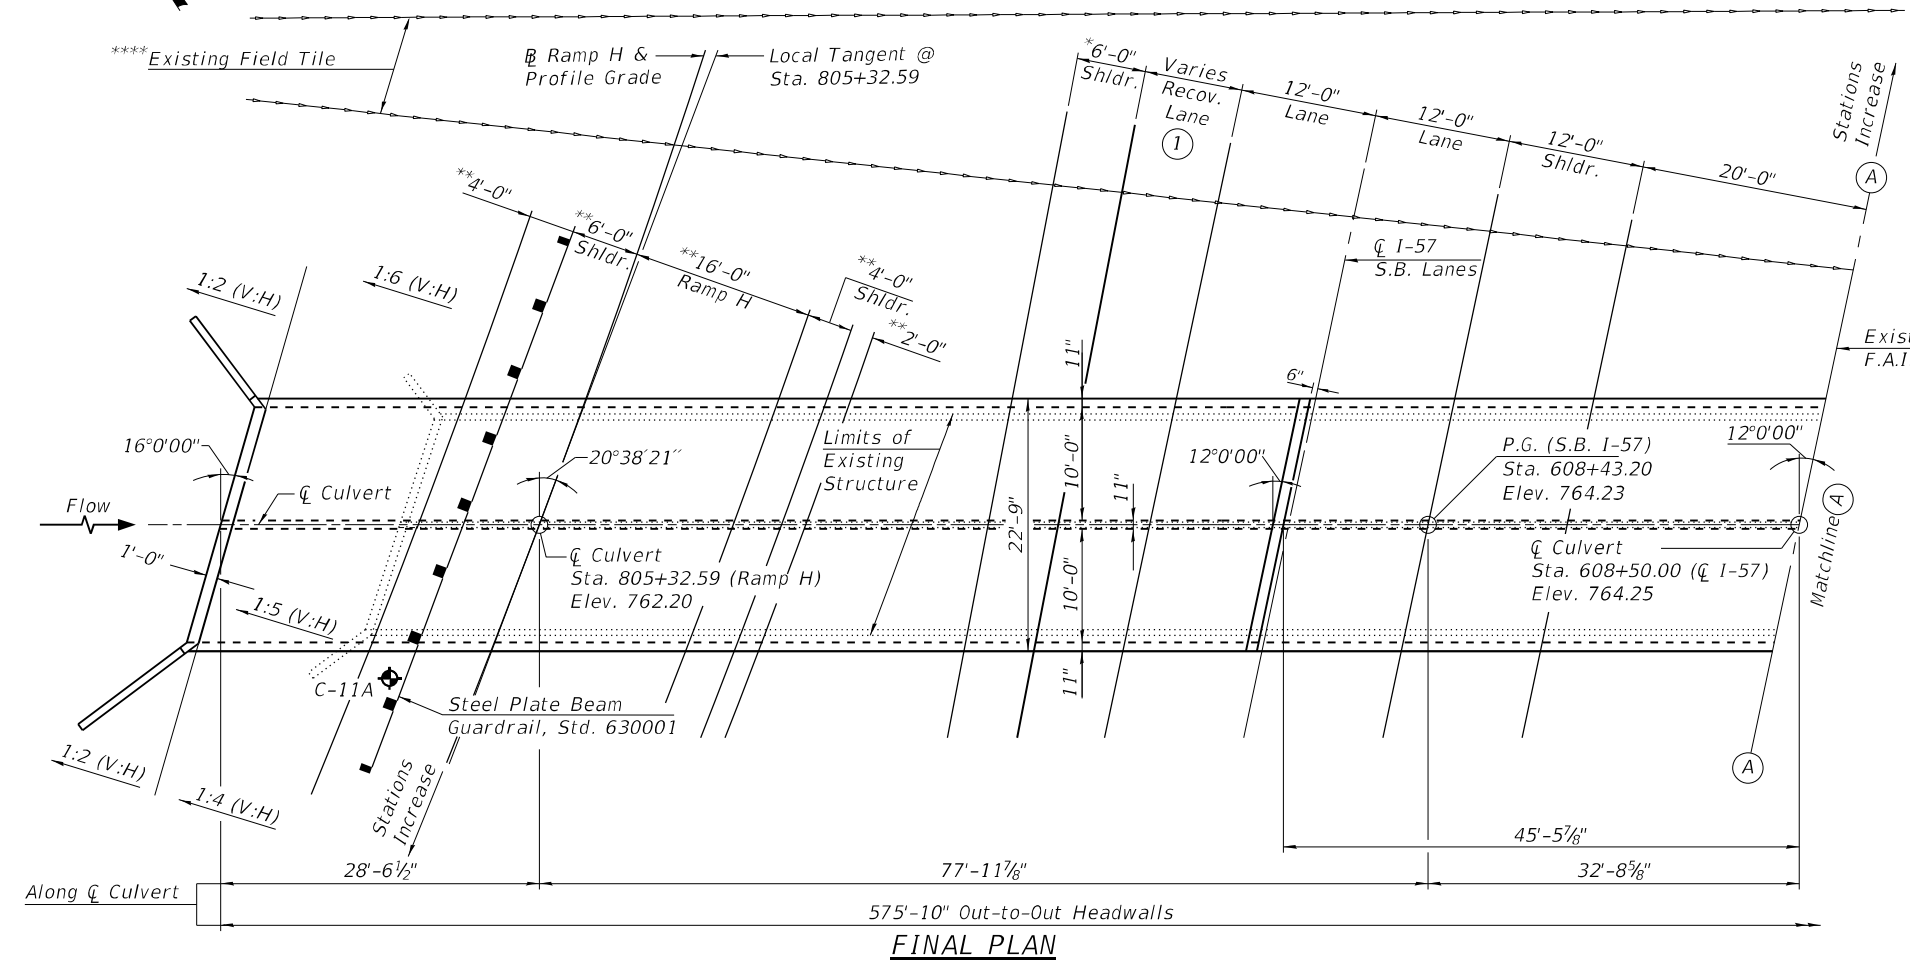 ****Existing Field Tile
BL Ramp H &
Profile Grade
Local Tangent @
Sta. 805+32.59
*6'-0"
Shldr.
Varies
Recov.
Lane
1
12'-0"
Lane
12'-0"
Lane
12'-0"
Shldr.
20'-0"
Stations
Increase
A
**4'-0"
**6'-0"
Shldr.
**16'-0"
Ramp H
**4'-0"
Shldr.
**2'-0"
℄ I-57
S.B. Lanes
1:2 (V:H)
1:6 (V:H)
Exist
F.A.I
11"
6"
16°0'00"
20°38'21"
Limits of
Existing
Structure
10'-0"
11"
12°0'00"
P.G. (S.B. I-57)
Sta. 608+43.20
Elev. 764.23
12°0'00"
℄ Culvert
Flow
22'-9"
Matchline A
1'-0"
℄ Culvert
Sta. 805+32.59 (Ramp H)
Elev. 762.20
10'-0"
℄ Culvert
Sta. 608+50.00 (℄ I-57)
Elev. 764.25
1:5 (V:H)
C-11A
11"
Steel Plate Beam
Guardrail, Std. 630001
1:2 (V:H)
1:4 (V:H)
Stations
Increase
A
45'-5⅞"
28'-6½"
77'-11⅞"
32'-8⅝"
Along ℄ Culvert
575'-10" Out-to-Out Headwalls
FINAL PLAN